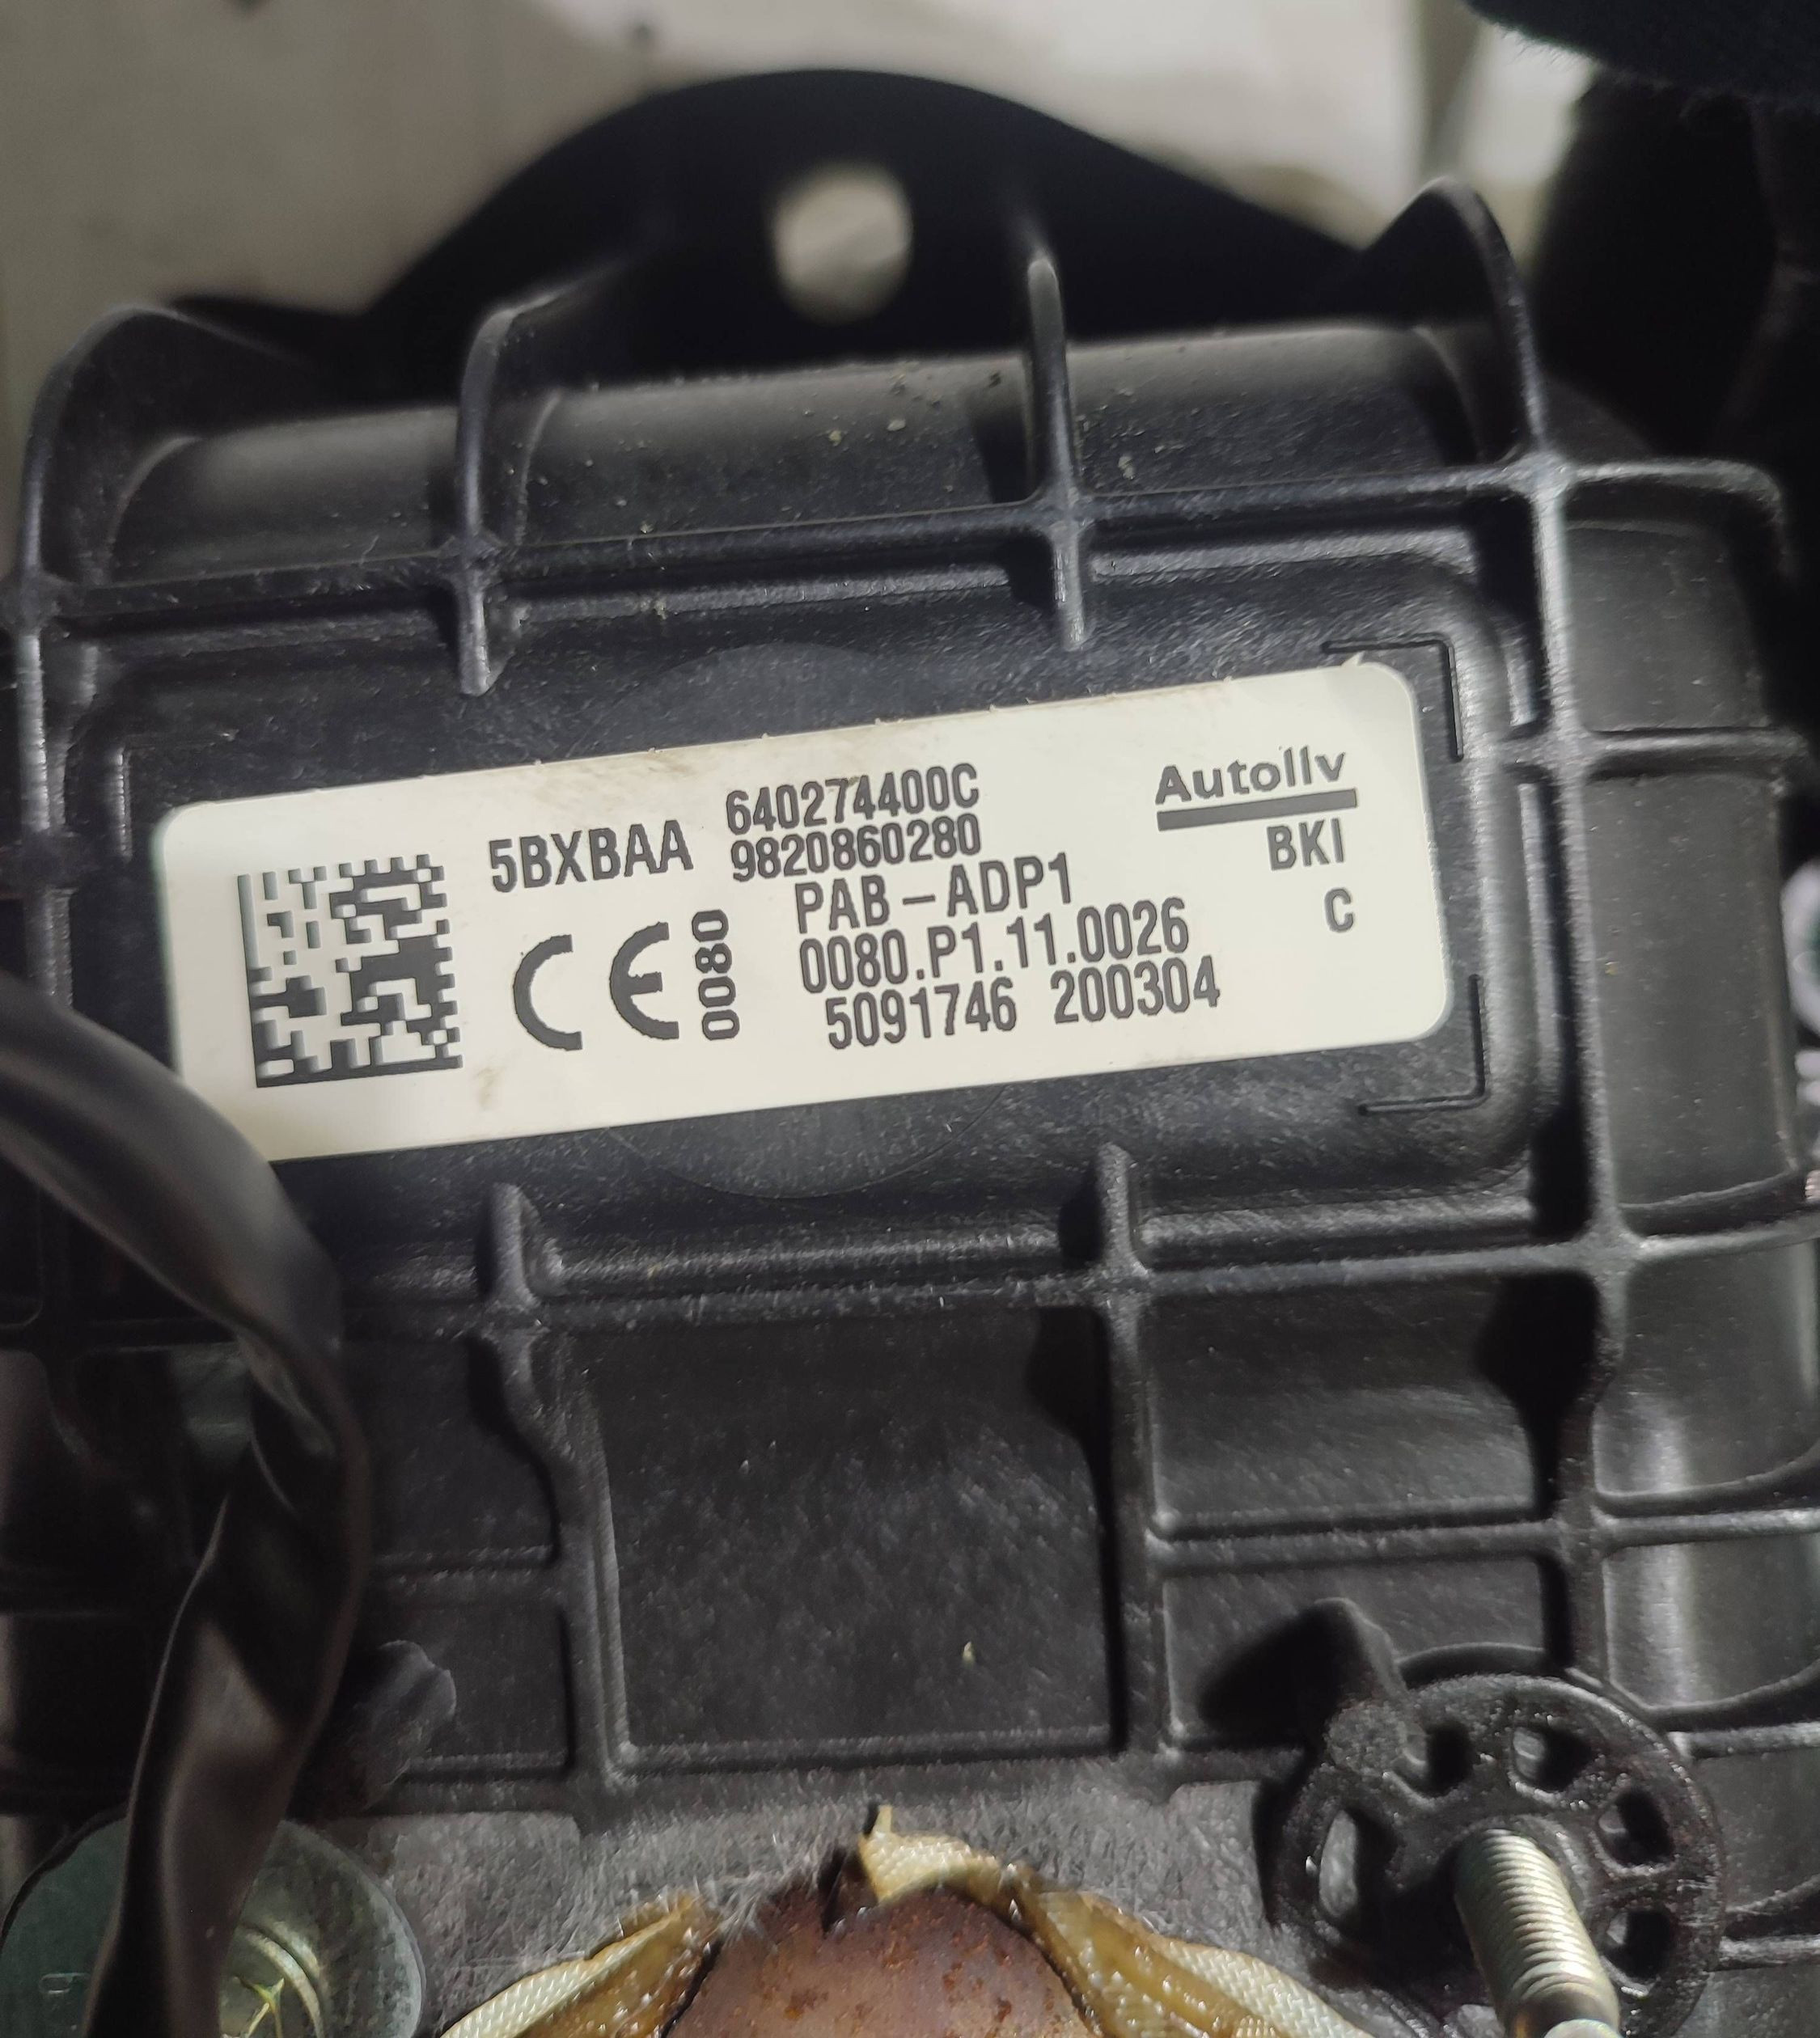 5BXBAA
640274400C
9820860280
PAB-ADP1
0080.P1.11.0026
5091746 200304
CE
0080
Autoliv
BKI
C